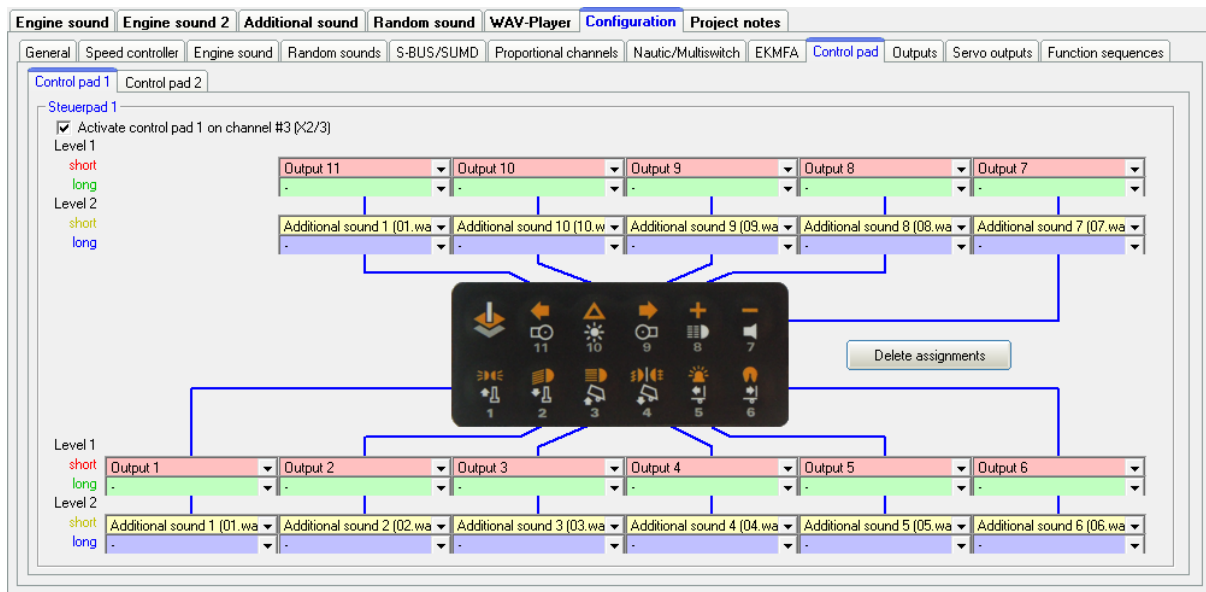 Engine sound Engine sound 2 Additional sound Random sound WAV-Player Configuration Project notes
General Speed controller Engine sound Random sounds S-BUS/SUMD Proportional channels Nautic/Multiswitch EKMFA Control pad Outputs Servo outputs Function sequences
Control pad 1 Control pad 2
Steuerpad 1
Activate control pad 1 on channel #3 (X2/3)
Level 1
short Output 11 Output 10 Output 9 Output 8 Output 7
long - - - - -
Level 2
short Additional sound 1 (01.wa Additional sound 10 (10.w Additional sound 9 (09.wa Additional sound 8 (08.wa Additional sound 7 (07.wa
long - - - - -
11 10 9 8 7
Delete assignments
1 2 3 4 5 6
Level 1
short Output 1 Output 2 Output 3 Output 4 Output 5 Output 6
long - - - - - -
Level 2
short Additional sound 1 (01.wa Additional sound 2 (02.wa Additional sound 3 (03.wa Additional sound 4 (04.wa Additional sound 5 (05.wa Additional sound 6 (06.wa
long - - - - - -